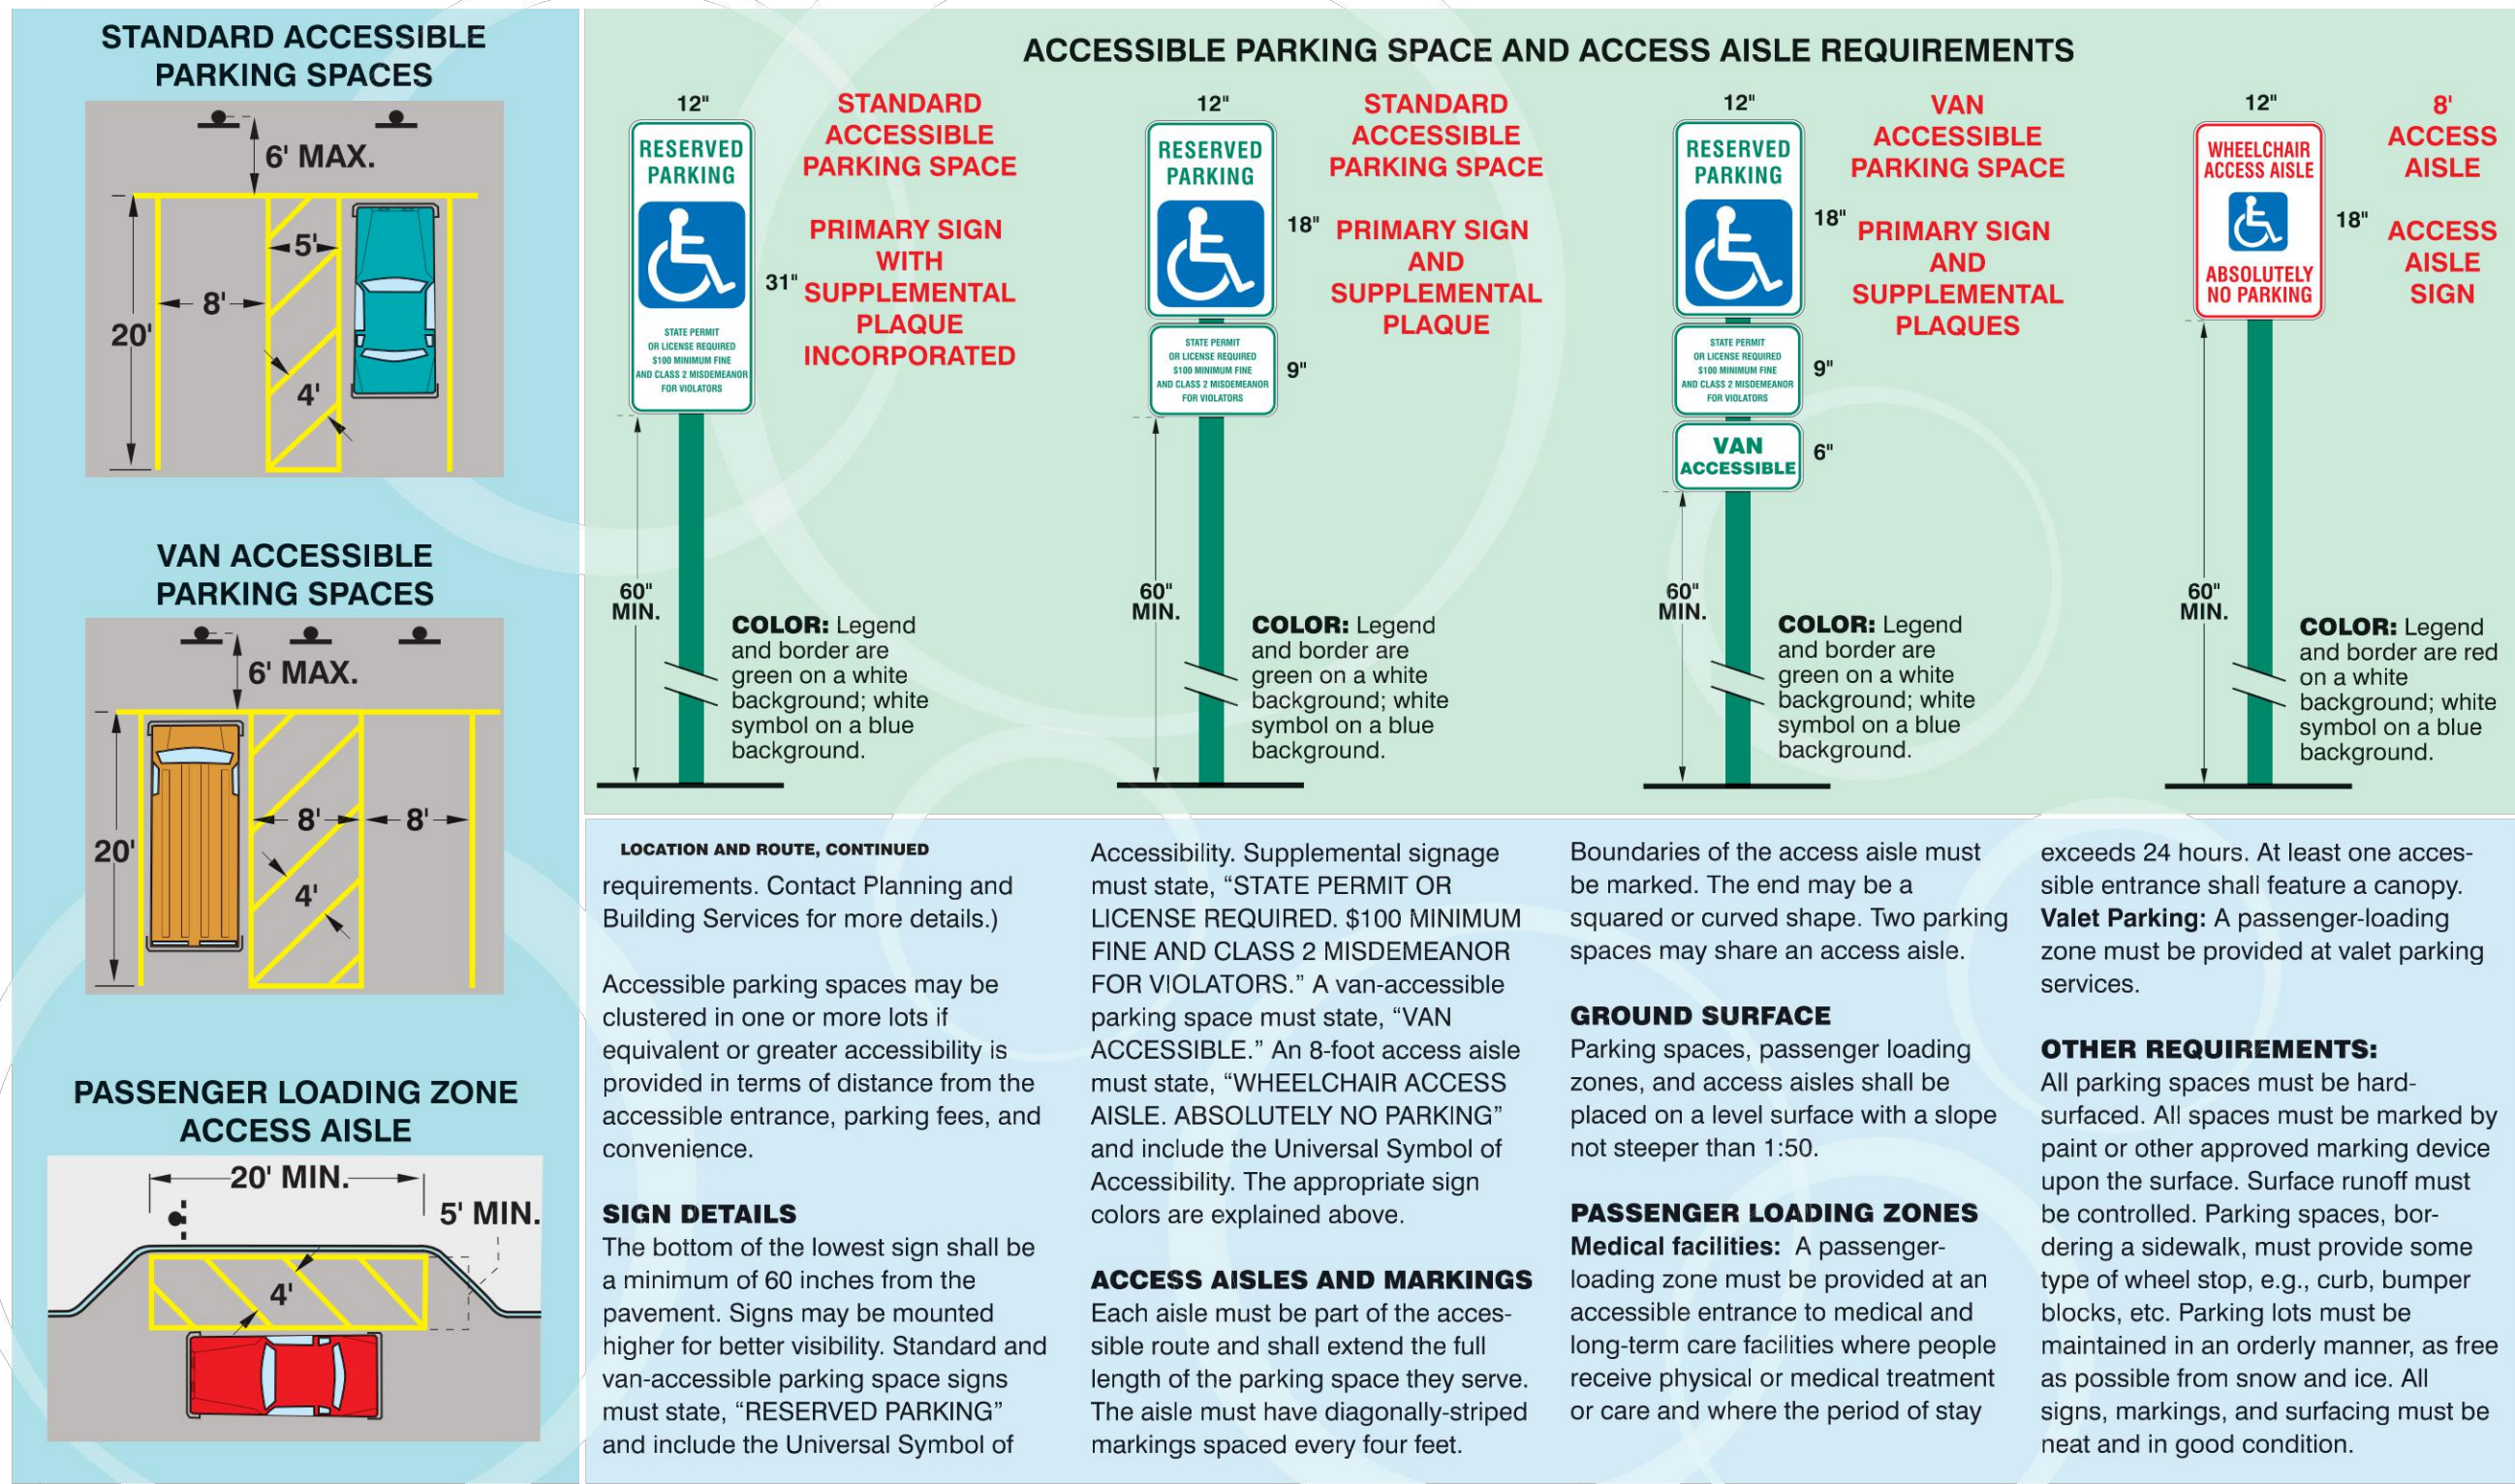 STANDARD ACCESSIBLE
PARKING SPACES
6' MAX.
5'
8'
20'
4'
VAN ACCESSIBLE
PARKING SPACES
6' MAX.
8'
8'
20'
4'
PASSENGER LOADING ZONE
ACCESS AISLE
20' MIN.
5' MIN.
4'
ACCESSIBLE PARKING SPACE AND ACCESS AISLE REQUIREMENTS
12"
RESERVED
PARKING
STATE PERMIT
OR LICENSE REQUIRED
$100 MINIMUM FINE
AND CLASS 2 MISDEMEANOR
FOR VIOLATORS
31"
STANDARD
ACCESSIBLE
PARKING SPACE
PRIMARY SIGN
WITH
SUPPLEMENTAL
PLAQUE
INCORPORATED
60"
MIN.
COLOR: Legend
and border are
green on a white
background; white
symbol on a blue
background.
12"
RESERVED
PARKING
18"
STATE PERMIT
OR LICENSE REQUIRED
$100 MINIMUM FINE
AND CLASS 2 MISDEMEANOR
FOR VIOLATORS
9"
STANDARD
ACCESSIBLE
PARKING SPACE
PRIMARY SIGN
AND
SUPPLEMENTAL
PLAQUE
60"
MIN.
COLOR: Legend
and border are
green on a white
background; white
symbol on a blue
background.
12"
RESERVED
PARKING
18"
STATE PERMIT
OR LICENSE REQUIRED
$100 MINIMUM FINE
AND CLASS 2 MISDEMEANOR
FOR VIOLATORS
9"
VAN
ACCESSIBLE
6"
VAN
ACCESSIBLE
PARKING SPACE
PRIMARY SIGN
AND
SUPPLEMENTAL
PLAQUES
60"
MIN.
COLOR: Legend
and border are
green on a white
background; white
symbol on a blue
background.
12"
WHEELCHAIR
ACCESS AISLE
ABSOLUTELY
NO PARKING
18"
8'
ACCESS
AISLE
ACCESS
AISLE
SIGN
60"
MIN.
COLOR: Legend
and border are red
on a white
background; white
symbol on a blue
background.
LOCATION AND ROUTE, CONTINUED
requirements. Contact Planning and
Building Services for more details.)
Accessible parking spaces may be
clustered in one or more lots if
equivalent or greater accessibility is
provided in terms of distance from the
accessible entrance, parking fees, and
convenience.
SIGN DETAILS
The bottom of the lowest sign shall be
a minimum of 60 inches from the
pavement. Signs may be mounted
higher for better visibility. Standard and
van-accessible parking space signs
must state, “RESERVED PARKING”
and include the Universal Symbol of
Accessibility. Supplemental signage
must state, “STATE PERMIT OR
LICENSE REQUIRED. $100 MINIMUM
FINE AND CLASS 2 MISDEMEANOR
FOR VIOLATORS.” A van-accessible
parking space must state, “VAN
ACCESSIBLE.” An 8-foot access aisle
must state, “WHEELCHAIR ACCESS
AISLE. ABSOLUTELY NO PARKING”
and include the Universal Symbol of
Accessibility. The appropriate sign
colors are explained above.
ACCESS AISLES AND MARKINGS
Each aisle must be part of the acces-
sible route and shall extend the full
length of the parking space they serve.
The aisle must have diagonally-striped
markings spaced every four feet.
Boundaries of the access aisle must
be marked. The end may be a
squared or curved shape. Two parking
spaces may share an access aisle.
GROUND SURFACE
Parking spaces, passenger loading
zones, and access aisles shall be
placed on a level surface with a slope
not steeper than 1:50.
PASSENGER LOADING ZONES
Medical facilities: A passenger-
loading zone must be provided at an
accessible entrance to medical and
long-term care facilities where people
receive physical or medical treatment
or care and where the period of stay
exceeds 24 hours. At least one acces-
sible entrance shall feature a canopy.
Valet Parking: A passenger-loading
zone must be provided at valet parking
services.
OTHER REQUIREMENTS:
All parking spaces must be hard-
surfaced. All spaces must be marked by
paint or other approved marking device
upon the surface. Surface runoff must
be controlled. Parking spaces, bor-
dering a sidewalk, must provide some
type of wheel stop, e.g., curb, bumper
blocks, etc. Parking lots must be
maintained in an orderly manner, as free
as possible from snow and ice. All
signs, markings, and surfacing must be
neat and in good condition.